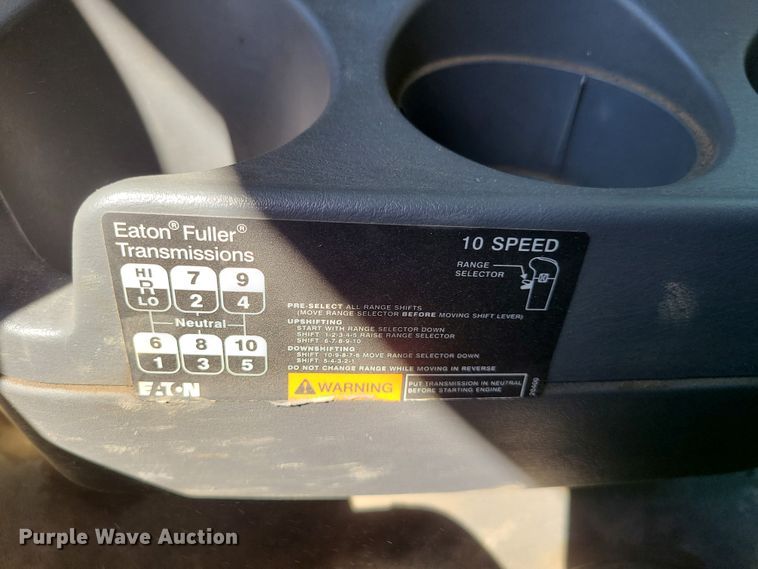 Eaton® Fuller®
Transmissions
10 SPEED
RANGE
SELECTOR
HI 7 9
R 2 4
LO
Neutral
6 8 10
1 3 5
EATON
PRE-SELECT ALL RANGE SHIFTS
(MOVE RANGE SELECTOR BEFORE MOVING SHIFT LEVER)
UPSHIFTING
START WITH RANGE SELECTOR DOWN
SHIFT 1-2-3-4-5 RAISE RANGE SELECTOR
SHIFT 6-7-8-9-10
DOWNSHIFTING
SHIFT 10-9-8-7-6 MOVE RANGE SELECTOR DOWN
SHIFT 5-4-3-2-1
DO NOT CHANGE RANGE WHILE MOVING IN REVERSE
WARNING
PUT TRANSMISSION IN NEUTRAL
BEFORE STARTING ENGINE
Purple Wave Auction